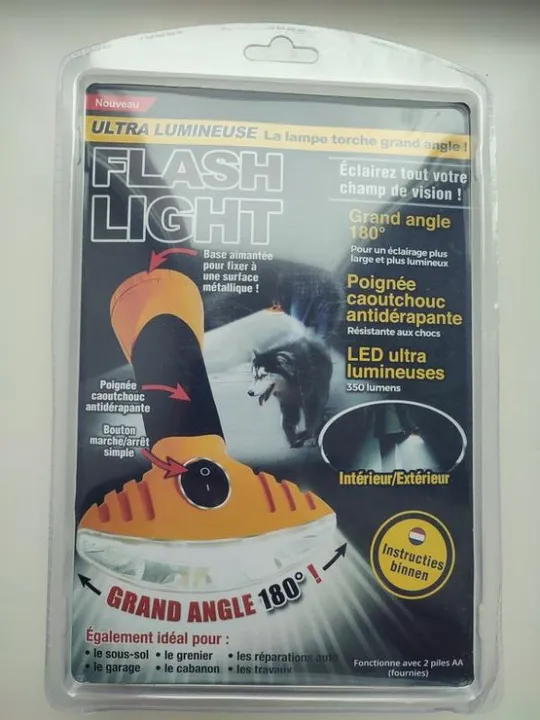 Nouveau
ULTRA LUMINEUSE La lampe torche grand angle !
FLASH
LIGHT
Éclairez tout votre
champ de vision !
Grand angle
180°
Pour un éclairage plus
large et plus lumineux
Base aimantée
pour fixer à
une surface
métallique !
Poignée
caoutchouc
antidérapante
Résistante aux chocs
LED ultra
lumineuses
350 lumens
Poignée
caoutchouc
antidérapante
Bouton
marche/arrêt
simple
O
I
Intérieur/Extérieur
Instructies
binnen
GRAND ANGLE 180° !
Également idéal pour :
• le sous-sol • le grenier • les réparations auto
• le garage • le cabanon • les travaux
Fonctionne avec 2 piles AA
(fournies)